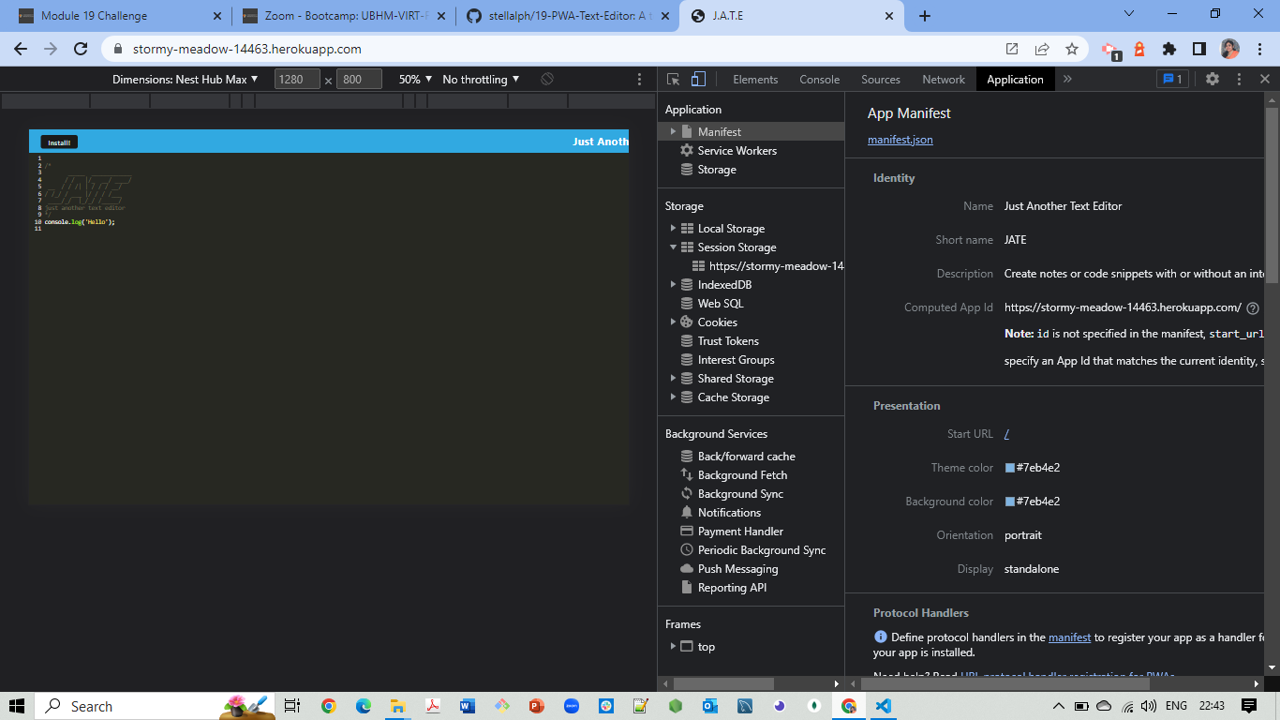 Module 19 Challenge
Zoom - Bootcamp: UBHM-VIRT-F
stellalph/19-PWA-Text-Editor: A t
J.A.T.E
stormy-meadow-14463.herokuapp.com
1
Dimensions: Nest Hub Max 1280 × 800 50% No throttling
Elements Console Sources Network Application 1
Install!
Just Anoth
1
2 /*
3
4
5
6
7
8 just another text editor
9 */
10 console.log('Hello');
11
Application
Manifest
Service Workers
Storage
Storage
Local Storage
Session Storage
https://stormy-meadow-14
IndexedDB
Web SQL
Cookies
Trust Tokens
Interest Groups
Shared Storage
Cache Storage
Background Services
Back/forward cache
Background Fetch
Background Sync
Notifications
Payment Handler
Periodic Background Sync
Push Messaging
Reporting API
Frames
top
App Manifest
manifest.json
Identity
Name Just Another Text Editor
Short name JATE
Description Create notes or code snippets with or without an inte
Computed App Id https://stormy-meadow-14463.herokuapp.com/
Note: id is not specified in the manifest, start_url
specify an App Id that matches the current identity, s
Presentation
Start URL /
Theme color #7eb4e2
Background color #7eb4e2
Orientation portrait
Display standalone
Protocol Handlers
Define protocol handlers in the manifest to register your app as a handler fo
your app is installed.
Need help? Read URL protocol handler registration for PWAs
Search
ENG 22:43